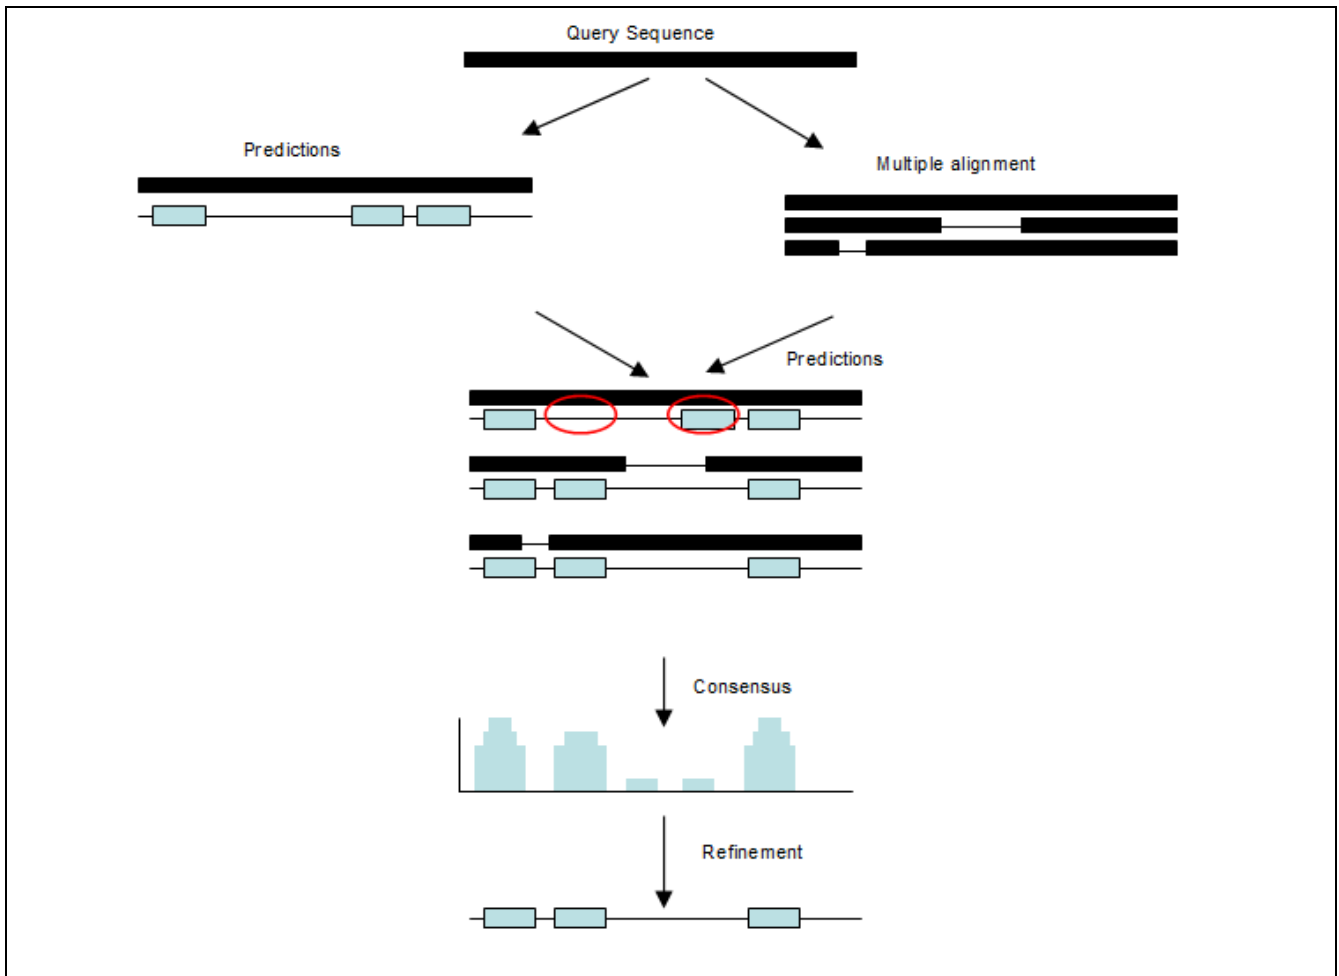 Query Sequence
Predictions
Multiple alignment
Predictions
Consensus
Refinement